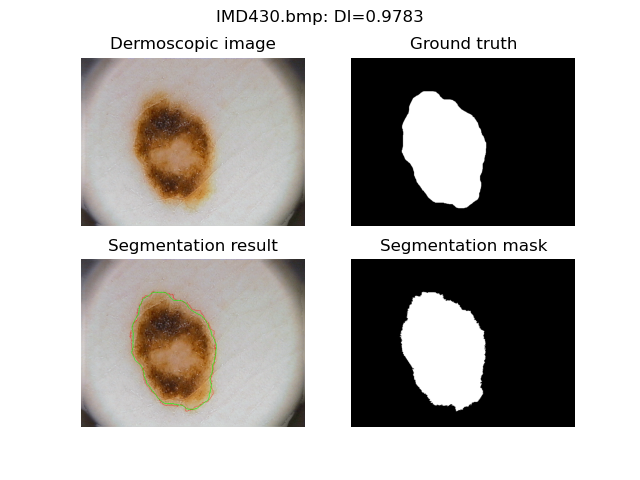 IMD430.bmp: DI=0.9783
Dermoscopic image
Ground truth
Segmentation result
Segmentation mask